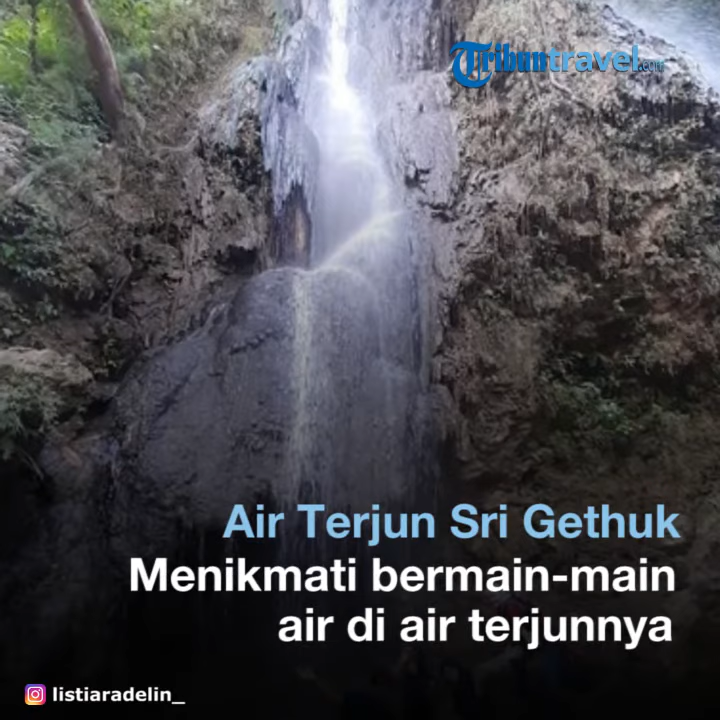 Tribuntravel.com
Air Terjun Sri Gethuk
Menikmati bermain-main
air di air terjunnya
listiaradelin_